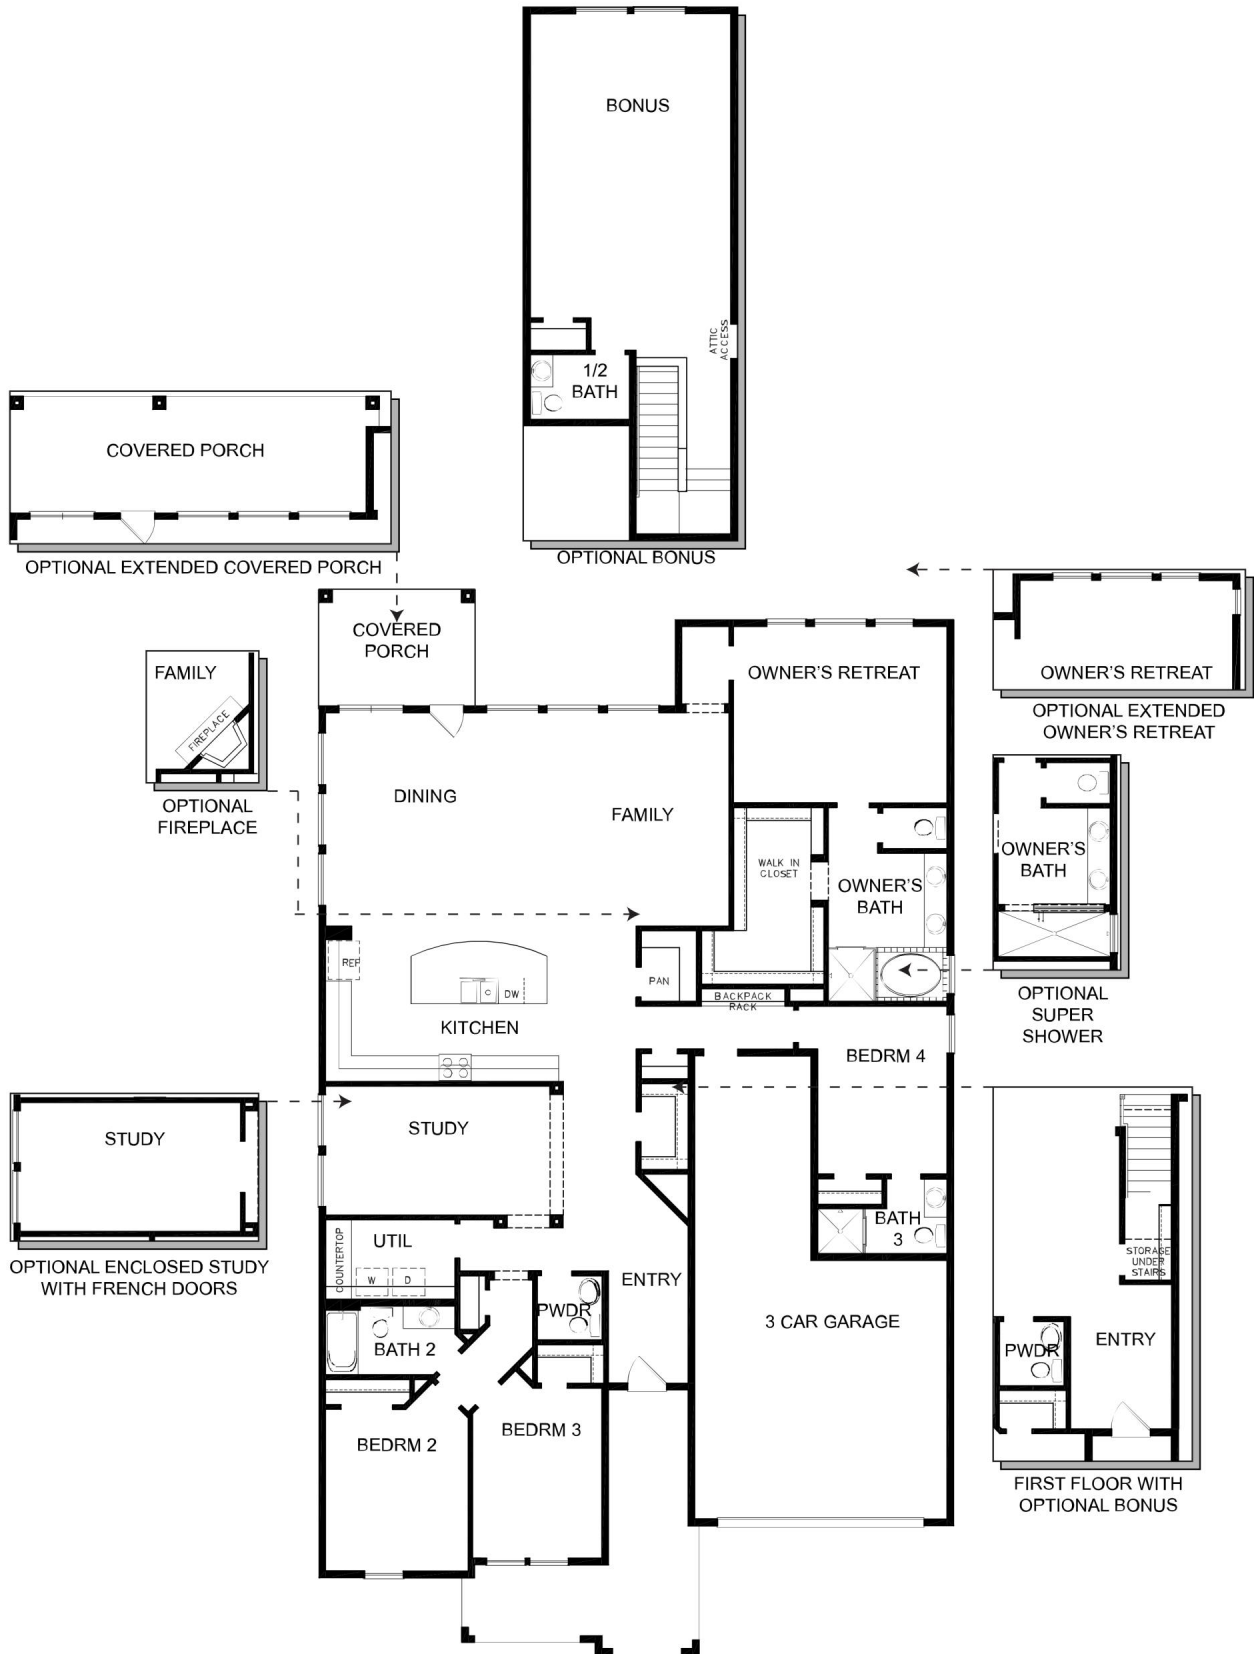 BONUS
ATTIC
ACCESS
1/2
BATH
OPTIONAL BONUS
COVERED PORCH
OPTIONAL EXTENDED COVERED PORCH
COVERED
PORCH
OWNER'S RETREAT
OWNER'S RETREAT
OPTIONAL EXTENDED
OWNER'S RETREAT
FAMILY
FIREPLACE
OPTIONAL
FIREPLACE
DINING
FAMILY
WALK IN
CLOSET
OWNER'S
BATH
OWNER'S
BATH
OPTIONAL
SUPER
SHOWER
REF
DW
PAN
BACKPACK
RACK
KITCHEN
BEDRM 4
STUDY
OPTIONAL ENCLOSED STUDY
WITH FRENCH DOORS
STUDY
COUNTERTOP
UTIL
W
D
BATH
3
ENTRY
PWDR
BATH 2
3 CAR GARAGE
BEDRM 2
BEDRM 3
STORAGE
UNDER
STAIRS
PWDR
ENTRY
FIRST FLOOR WITH
OPTIONAL BONUS